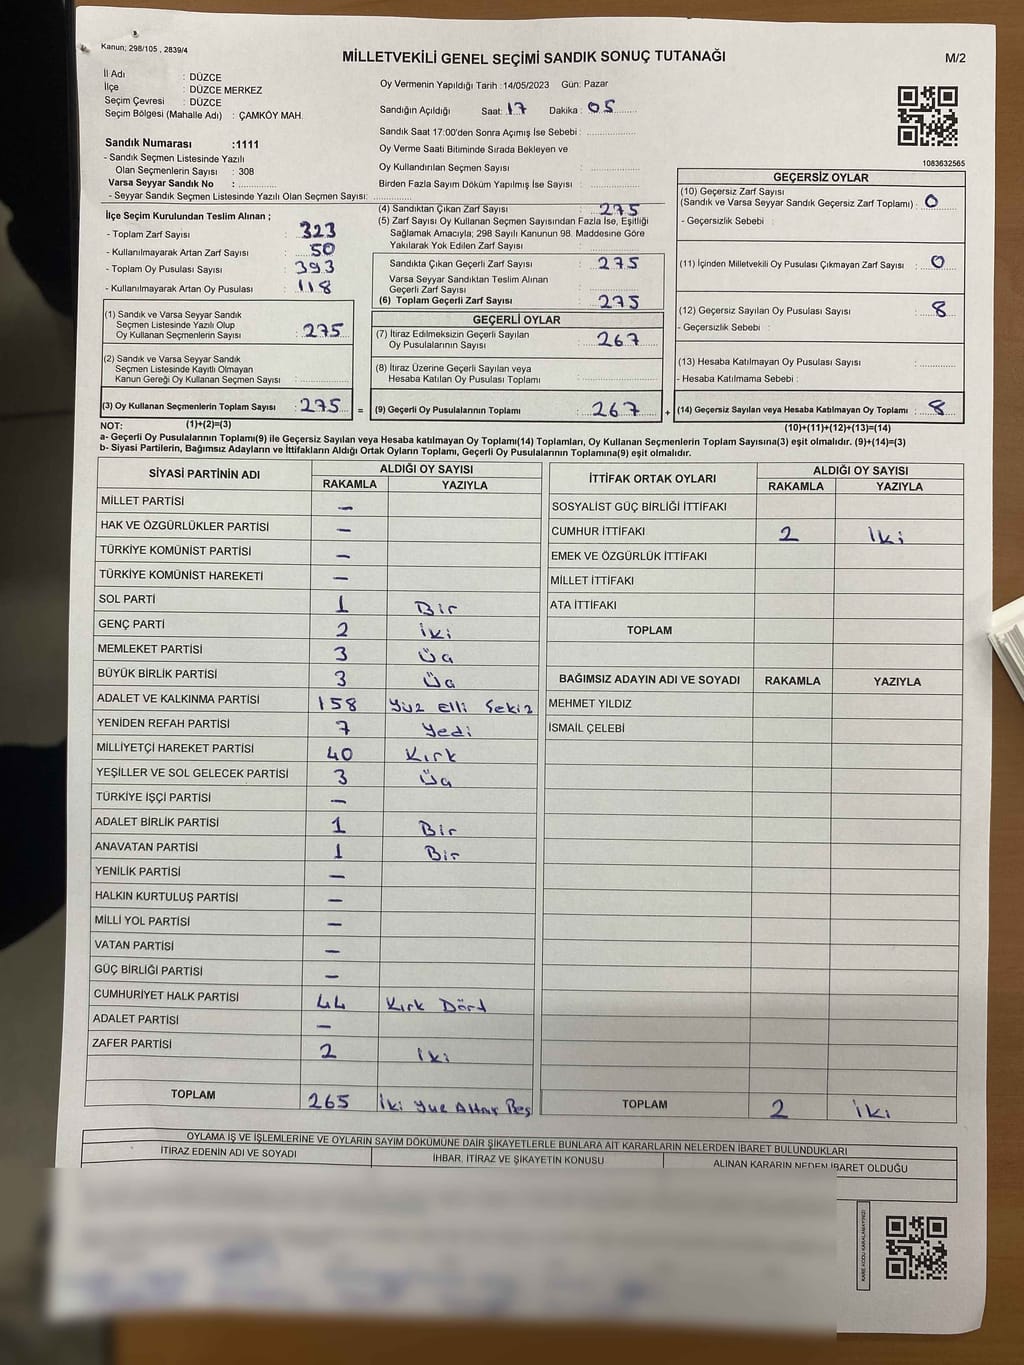 Kanun; 298/105 , 2839/4
MİLLETVEKİLİ GENEL SEÇİMİ SANDIK SONUÇ TUTANAĞI
M/2
İl Adı : DÜZCE
İlçe : DÜZCE MERKEZ
Seçim Çevresi : DÜZCE
Seçim Bölgesi (Mahalle Adı) : ÇAMKÖY MAH.
Oy Vermenin Yapıldığı Tarih : 14/05/2023 Gün: Pazar
Sandığın Açıldığı Saat: 17 Dakika : 05
Sandık Saat 17:00'den Sonra Açımış İse Sebebi :
Oy Verme Saati Bitiminde Sırada Bekleyen ve
Oy Kullandırılan Seçmen Sayısı :
Birden Fazla Sayım Döküm Yapılmış İse Sayısı :
1083632565
Sandık Numarası :1111
- Sandık Seçmen Listesinde Yazılı
Olan Seçmenlerin Sayısı : 308
Varsa Seyyar Sandık No :
- Seyyar Sandık Seçmen Listesinde Yazılı Olan Seçmen Sayısı:
İlçe Seçim Kurulundan Teslim Alınan ;
- Toplam Zarf Sayısı : 323
- Kullanılmayarak Artan Zarf Sayısı : 50
- Toplam Oy Pusulası Sayısı : 393
- Kullanılmayarak Artan Oy Pusulası : 118
(1) Sandık ve Varsa Seyyar Sandık
Seçmen Listesinde Yazılı Olup
Oy Kullanan Seçmenlerin Sayısı : 275
(2) Sandık ve Varsa Seyyar Sandık
Seçmen Listesinde Kayıtlı Olmayan
Kanun Gereği Oy Kullanan Seçmen Sayısı :
(3) Oy Kullanan Seçmenlerin Toplam Sayısı : 275 =
(4) Sandıktan Çıkan Zarf Sayısı : 275
(5) Zarf Sayısı Oy Kullanan Seçmen Sayısından Fazla İse, Eşitliği
Sağlamak Amacıyla; 298 Sayılı Kanunun 98. Maddesine Göre
Yakılarak Yok Edilen Zarf Sayısı :
Sandıkta Çıkan Geçerli Zarf Sayısı : 275
Varsa Seyyar Sandıktan Teslim Alınan
Geçerli Zarf Sayısı :
(6) Toplam Geçerli Zarf Sayısı : 275
GEÇERLİ OYLAR
(7) İtiraz Edilmeksizin Geçerli Sayılan
Oy Pusulalarının Sayısı : 267
(8) İtiraz Üzerine Geçerli Sayılan veya
Hesaba Katılan Oy Pusulası Toplamı :
(9) Geçerli Oy Pusulalarının Toplamı : 267 +
GEÇERSİZ OYLAR
(10) Geçersiz Zarf Sayısı
(Sandık ve Varsa Seyyar Sandık Geçersiz Zarf Toplamı) : 0
- Geçersizlik Sebebi :
(11) İçinden Milletvekili Oy Pusulası Çıkmayan Zarf Sayısı : 0
(12) Geçersiz Sayılan Oy Pusulası Sayısı : 8
- Geçersizlik Sebebi :
(13) Hesaba Katılmayan Oy Pusulası Sayısı :
- Hesaba Katılmama Sebebi :
(14) Geçersiz Sayılan veya Hesaba Katılmayan Oy Toplamı : 8
NOT: (1)+(2)=(3)
(10)+(11)+(12)+(13)=(14)
a- Geçerli Oy Pusulalarının Toplamı(9) ile Geçersiz Sayılan veya Hesaba katılmayan Oy Toplamı(14) Toplamları, Oy Kullanan Seçmenlerin Toplam Sayısına(3) eşit olmalıdır. (9)+(14)=(3)
b- Siyasi Partilerin, Bağımsız Adayların ve İttifakların Aldığı Ortak Oyların Toplamı, Geçerli Oy Pusulalarının Toplamına(9) eşit olmalıdır.
SİYASİ PARTİNİN ADI
ALDIĞI OY SAYISI
RAKAMLA YAZIYLA
MİLLET PARTİSİ –
HAK VE ÖZGÜRLÜKLER PARTİSİ –
TÜRKİYE KOMÜNİST PARTİSİ –
TÜRKİYE KOMÜNİST HAREKETİ –
SOL PARTİ 1 Bir
GENÇ PARTİ 2 İki
MEMLEKET PARTİSİ 3 Üç
BÜYÜK BİRLİK PARTİSİ 3 Üç
ADALET VE KALKINMA PARTİSİ 158 Yüz Elli Sekiz
YENİDEN REFAH PARTİSİ 7 Yedi
MİLLİYETÇİ HAREKET PARTİSİ 40 Kırk
YEŞİLLER VE SOL GELECEK PARTİSİ 3 Üç
TÜRKİYE İŞÇİ PARTİSİ –
ADALET BİRLİK PARTİSİ 1 Bir
ANAVATAN PARTİSİ 1 Bir
YENİLİK PARTİSİ –
HALKIN KURTULUŞ PARTİSİ –
MİLLİ YOL PARTİSİ –
VATAN PARTİSİ –
GÜÇ BİRLİĞİ PARTİSİ –
CUMHURİYET HALK PARTİSİ 44 Kırk Dört
ADALET PARTİSİ –
ZAFER PARTİSİ 2 İki
TOPLAM 265 İki Yüz Altmış Beş
İTTİFAK ORTAK OYLARI
ALDIĞI OY SAYISI
RAKAMLA YAZIYLA
SOSYALİST GÜÇ BİRLİĞİ İTTİFAKI
CUMHUR İTTİFAKI 2 İki
EMEK VE ÖZGÜRLÜK İTTİFAKI
MİLLET İTTİFAKI
ATA İTTİFAKI
TOPLAM
BAĞIMSIZ ADAYIN ADI VE SOYADI RAKAMLA YAZIYLA
MEHMET YILDIZ
İSMAİL ÇELEBİ
TOPLAM 2 İki
OYLAMA İŞ VE İŞLEMLERİNE VE OYLARIN SAYIM DÖKÜMÜNE DAİR ŞİKAYETLERLE BUNLARA AİT KARARLARIN NELERDEN İBARET BULUNDUKLARI
İTİRAZ EDENİN ADI VE SOYADI İHBAR, İTİRAZ VE ŞİKAYETİN KONUSU ALINAN KARARIN NEDEN İBARET OLDUĞU
KARE KODU KARALAMAYINIZ!